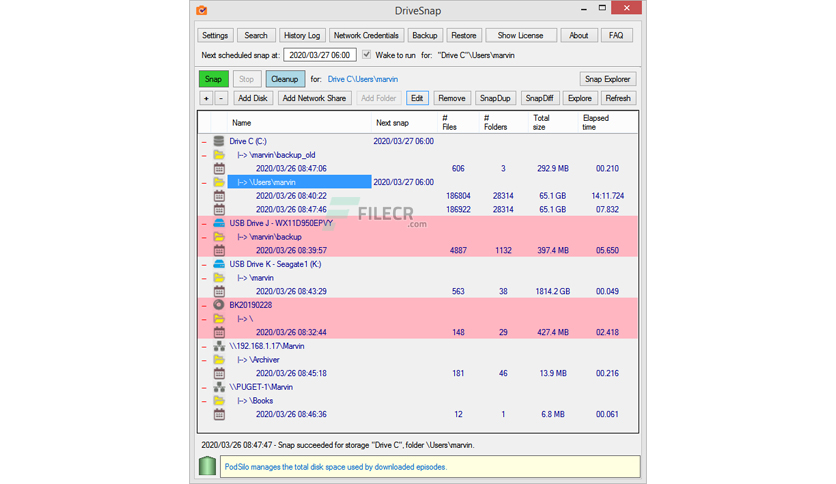 DriveSnap
Settings Search History Log Network Credentials Backup Restore Show License About FAQ
Next scheduled snap at: 2020/03/27 06:00 Wake to run for: "Drive C"\Users\marvin
Snap Stop Cleanup for: Drive C\Users\marvin Snap Explorer
+ - Add Disk Add Network Share Add Folder Edit Remove SnapDup SnapDiff Explore Refresh
Name Next snap # Files # Folders Total size Elapsed time
Drive C (C:) 2020/03/27 06:00
|--> \marvin\backup_old
2020/03/26 08:47:06 606 3 292.9 MB 00.210
|--> \Users\marvin 2020/03/27 06:00
2020/03/26 08:40:22 186804 28314 65.1 GB 14:11.724
2020/03/26 08:47:46 186922 28314 65.1 GB 07.832
FILECR
.com
USB Drive J - WX11D950EPVY
|--> \marvin\backup
2020/03/26 08:39:57 4887 1132 397.4 MB 05.650
USB Drive K - Seagate1 (K:)
|--> \marvin
2020/03/26 08:43:29 563 38 1814.2 GB 00.049
BK20190228
|--> \
2020/03/26 08:32:44 148 29 427.4 MB 02.418
\\192.168.1.17\Marvin
|--> \Archiver
2020/03/26 08:45:18 181 46 13.9 MB 00.216
\\PUGET-1\Marvin
|--> \Books
2020/03/26 08:46:36 12 1 6.8 MB 00.061
2020/03/26 08:47:47 - Snap succeeded for storage "Drive C", folder \Users\marvin.
PodSilo manages the total disk space used by downloaded episodes.